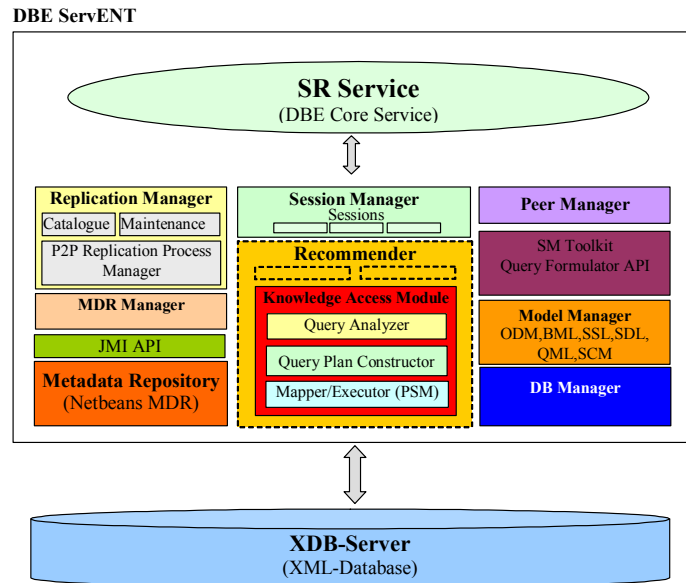 DBE ServENT
SR Service
(DBE Core Service)
Replication Manager
Catalogue
Maintenance
P2P Replication Process
Manager
MDR Manager
JMI API
Metadata Repository
(Netbeans MDR)
Session Manager
Sessions
Recommender
Knowledge Access Module
Query Analyzer
Query Plan Constructor
Mapper/Executor (PSM)
Peer Manager
SM Toolkit
Query Formulator API
Model Manager
ODM,BML,SSL,SDL,
QML,SCM
DB Manager
XDB-Server
(XML-Database)